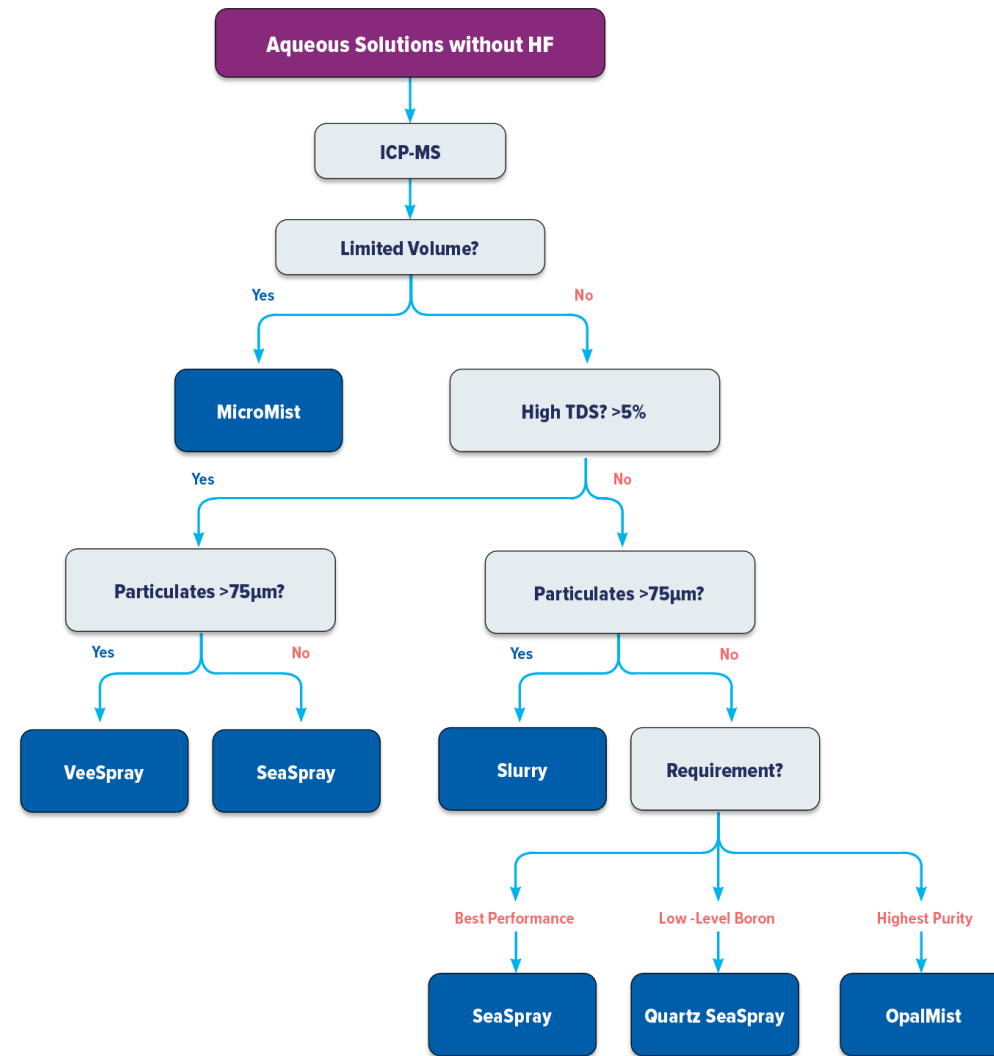 Aqueous Solutions without HF
ICP-MS
Limited Volume?
Yes
No
MicroMist
High TDS? >5%
Yes
No
Particulates >75µm?
Particulates >75µm?
Yes
No
Yes
No
VeeSpray
SeaSpray
Slurry
Requirement?
Best Performance
Low -Level Boron
Highest Purity
SeaSpray
Quartz SeaSpray
OpalMist